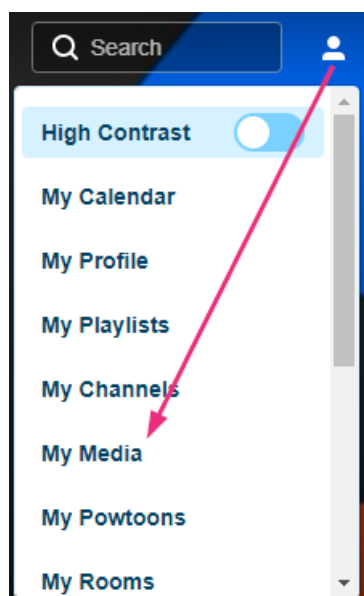 Search
High Contrast
My Calendar
My Profile
My Playlists
My Channels
My Media
My Powtoons
My Rooms